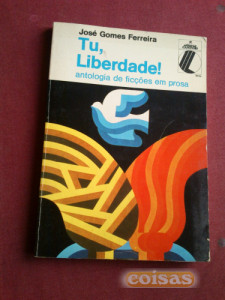 José Gomes Ferreira
Tu,
Liberdade!
antologia de ficções em prosa
coisas